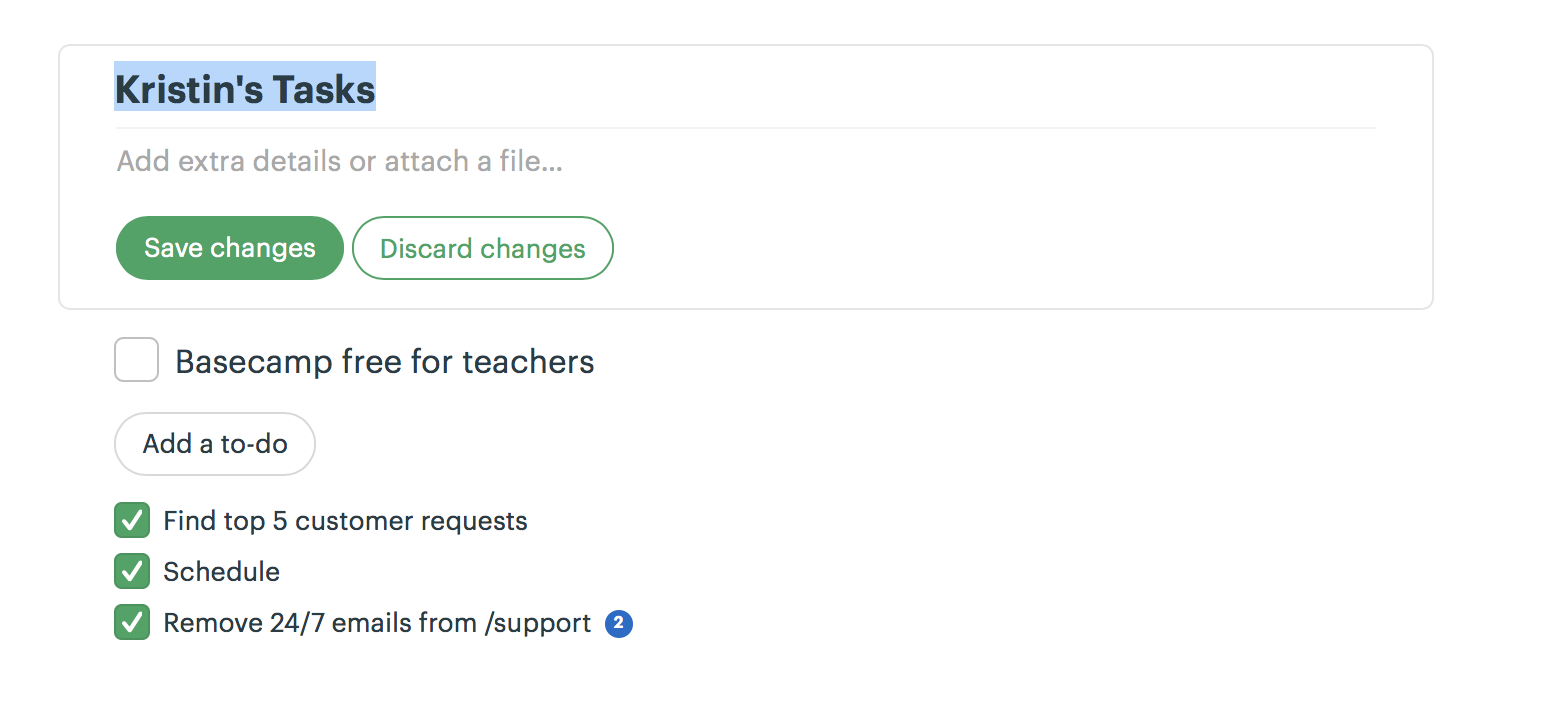 Kristin's Tasks
Add extra details or attach a file...
Save changes Discard changes
Basecamp free for teachers
Add a to-do
Find top 5 customer requests
Schedule
Remove 24/7 emails from /support 2